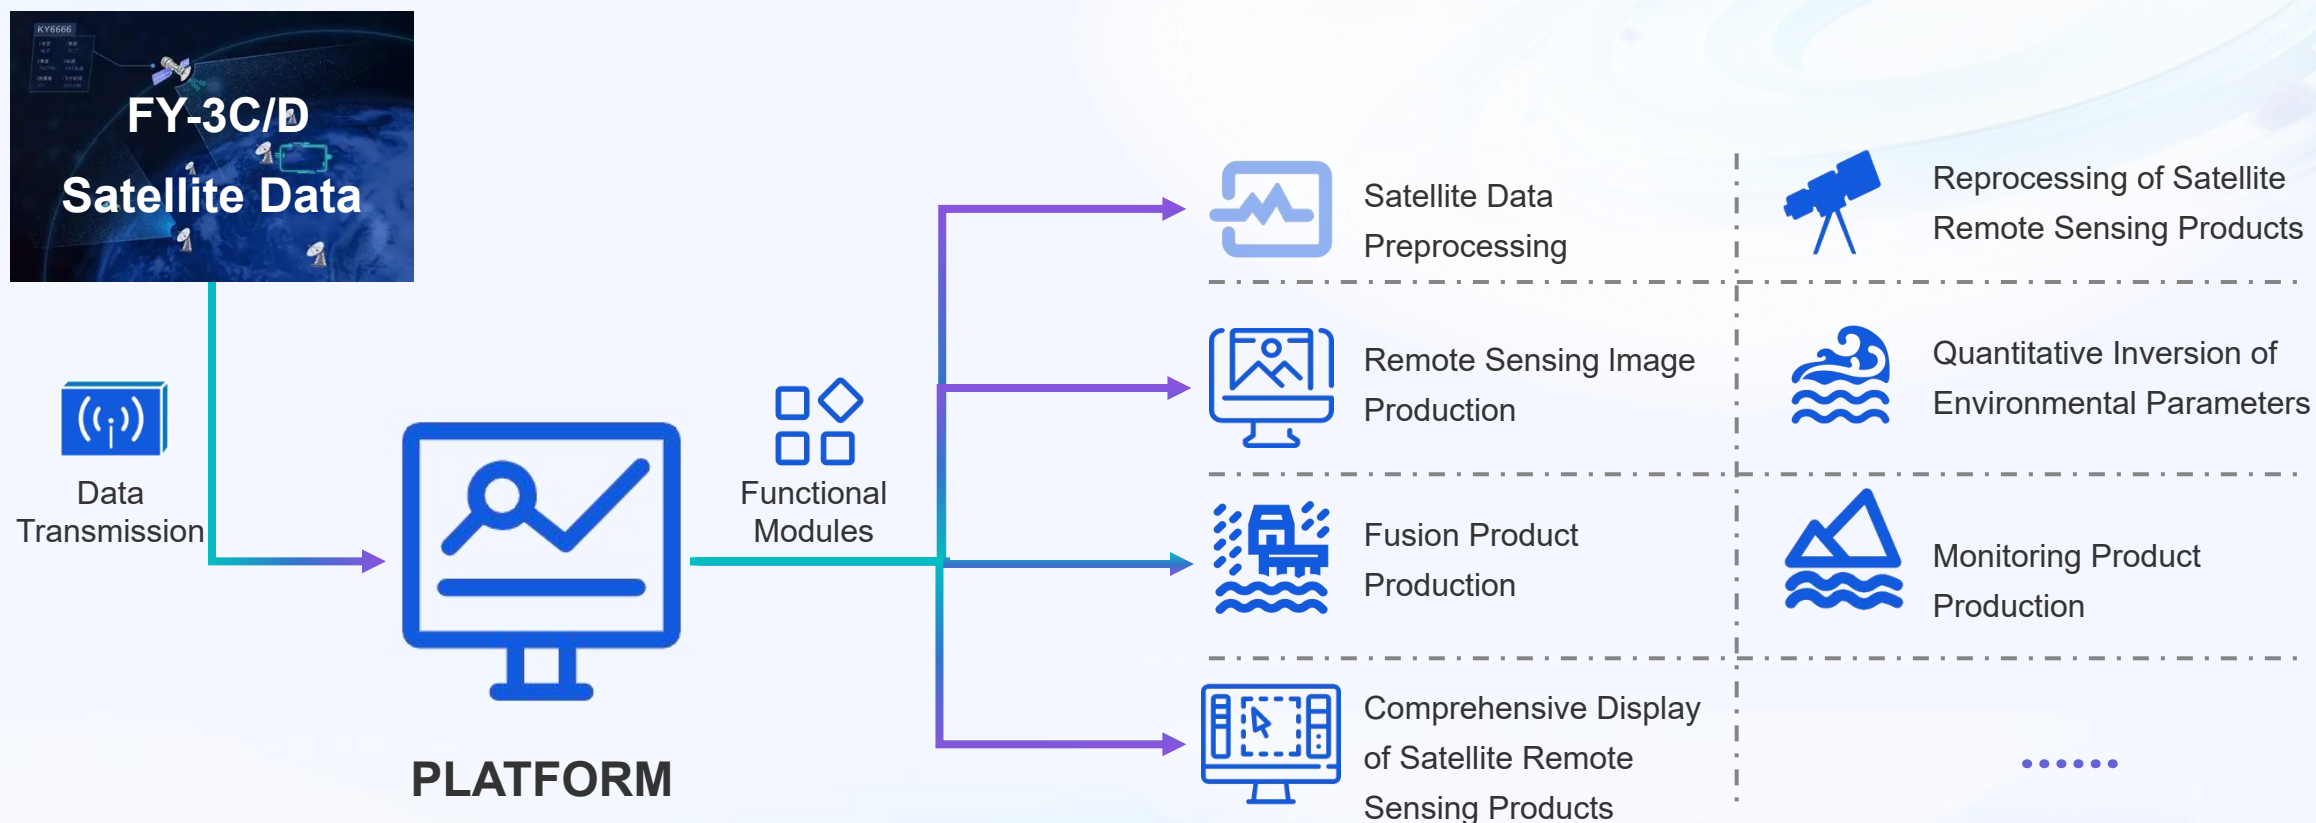 KY6666
FY-3C/D
Satellite Data
Data
Transmission
PLATFORM
Functional
Modules
Satellite Data
Preprocessing
Reprocessing of Satellite
Remote Sensing Products
Remote Sensing Image
Production
Quantitative Inversion of
Environmental Parameters
Fusion Product
Production
Monitoring Product
Production
Comprehensive Display
of Satellite Remote
Sensing Products
......